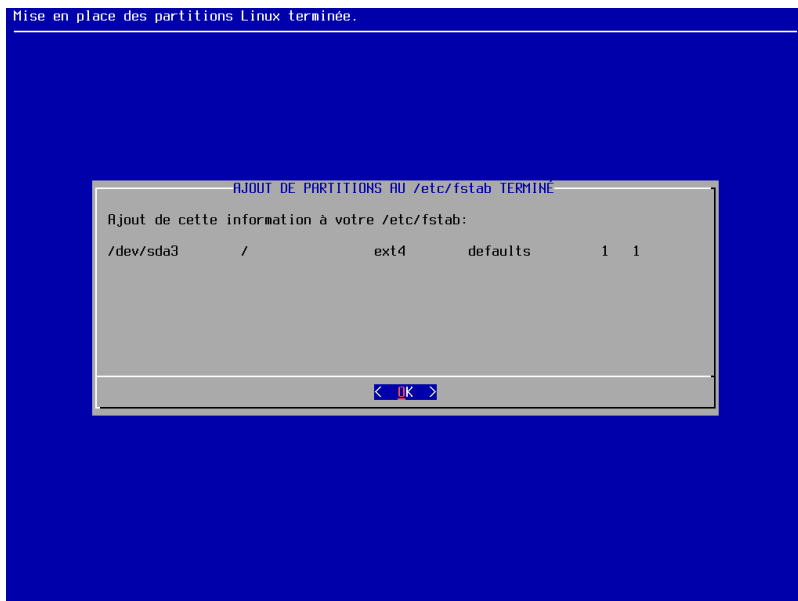 Mise en place des partitions Linux terminée.
AJOUT DE PARTITIONS AU /etc/fstab TERMINÉ
Ajout de cette information à votre /etc/fstab:
/dev/sda3 / ext4 defaults 1 1
< OK >